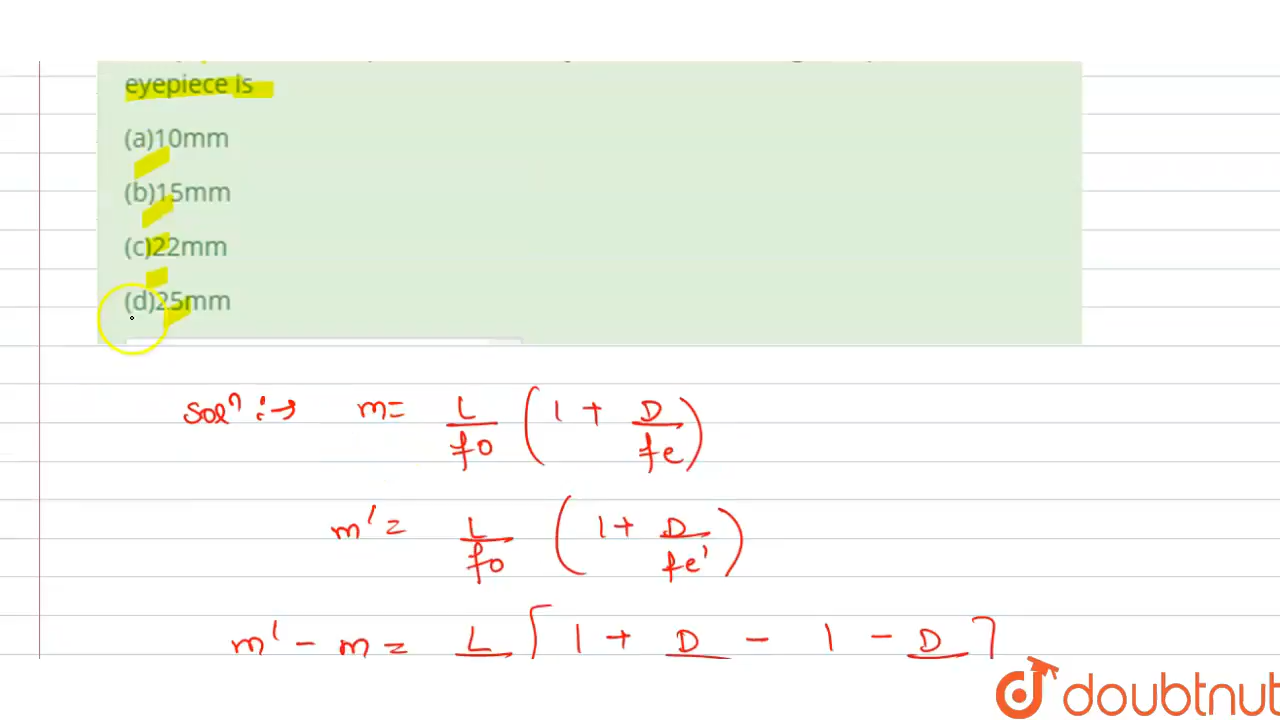 eyepiece is
(a)10mm
(b)15mm
(c)22mm
(d)25mm
Solⁿ :→ m = L/fo (1 + D/fe)
m' = L/fo (1 + D/fe')
m' - m = L [1 + D - 1 - D]
doubtnut